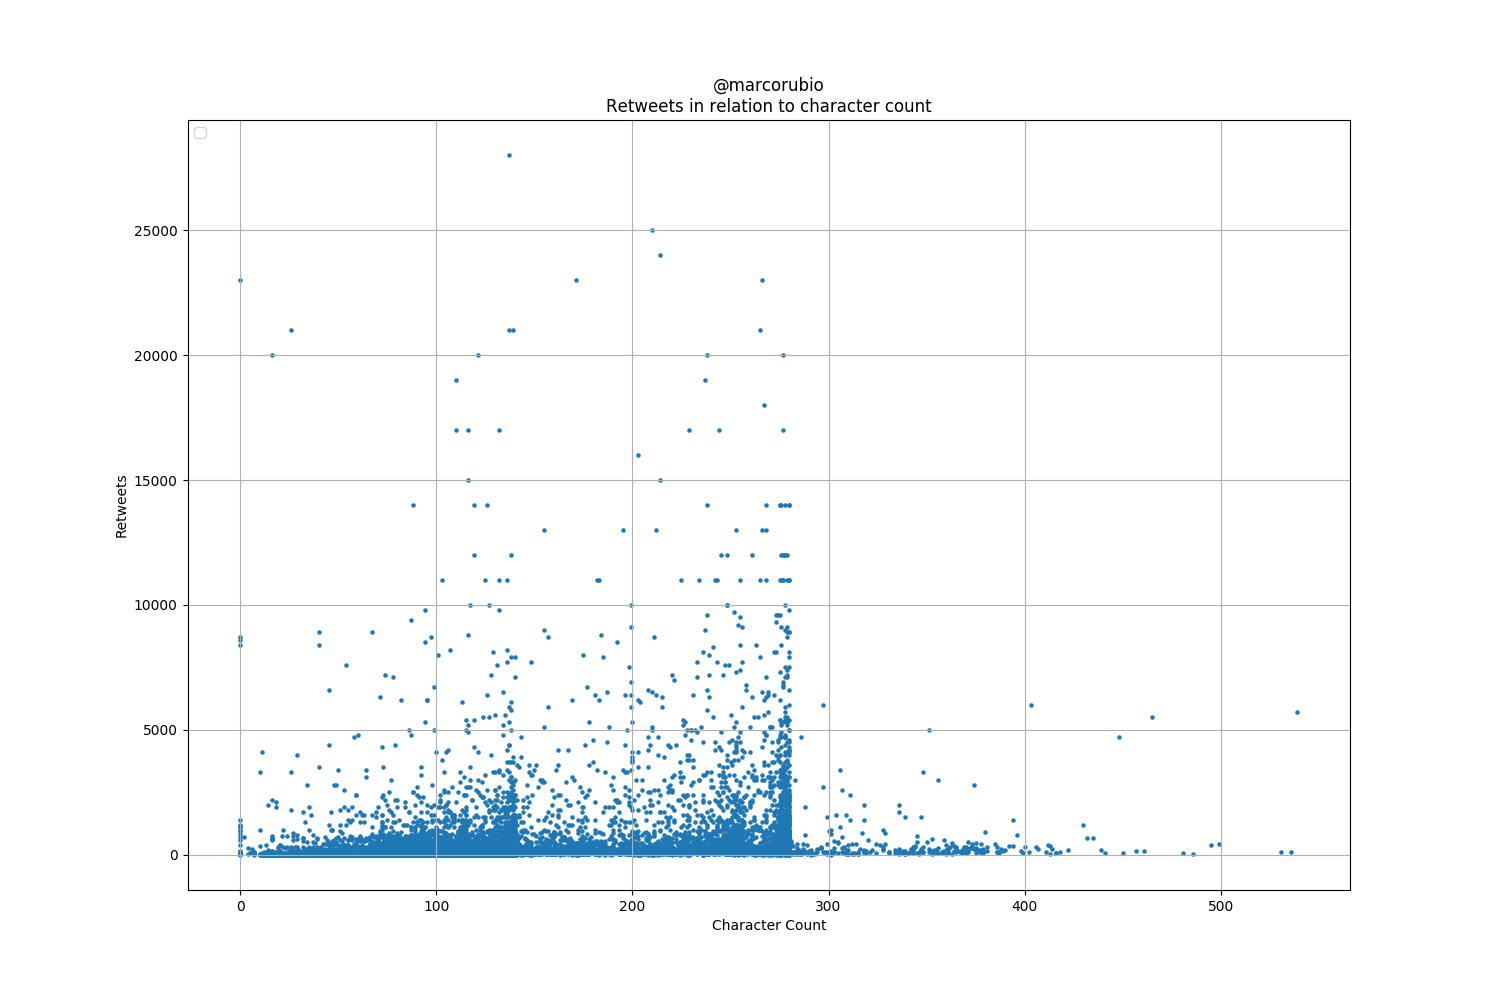 @marcorubio
Retweets in relation to character count
25000
20000
15000
10000
5000
0
Retweets
0 100 200 300 400 500
Character Count